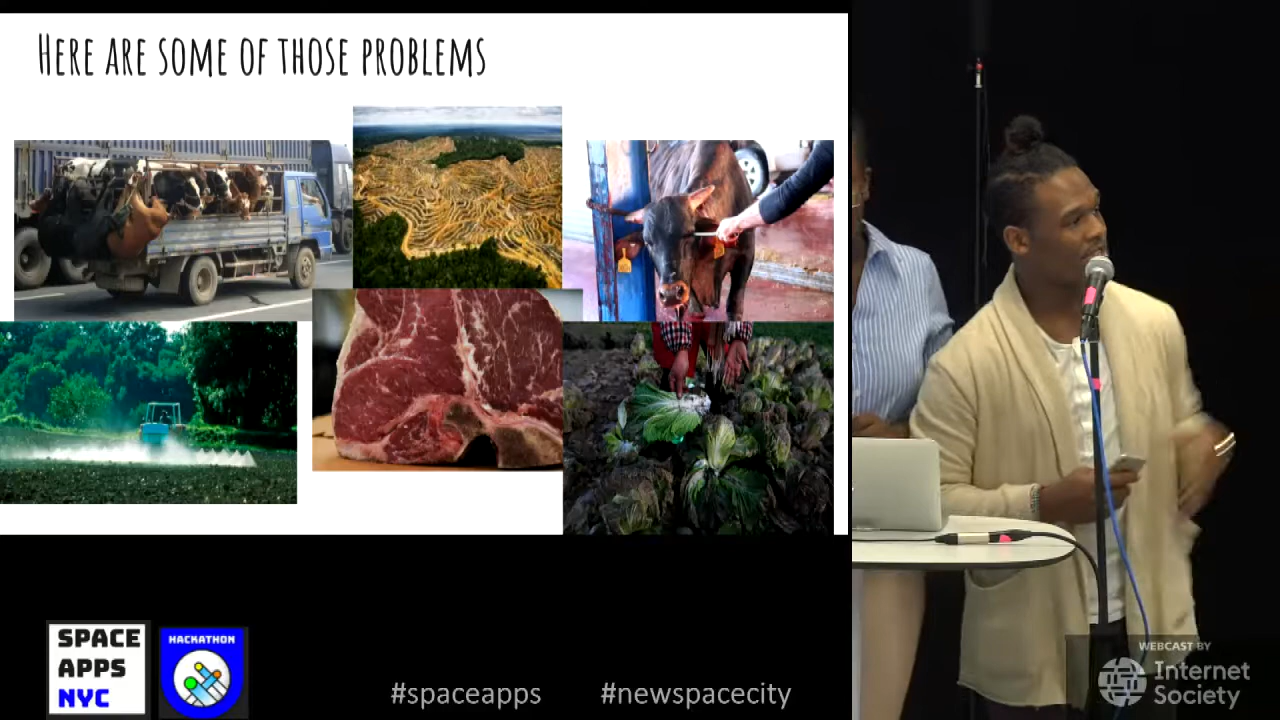 HERE ARE SOME OF THOSE PROBLEMS
SPACE
APPS
NYC
HACKATHON
#spaceapps
#newspacecity
WEBCAST BY
Internet
Society